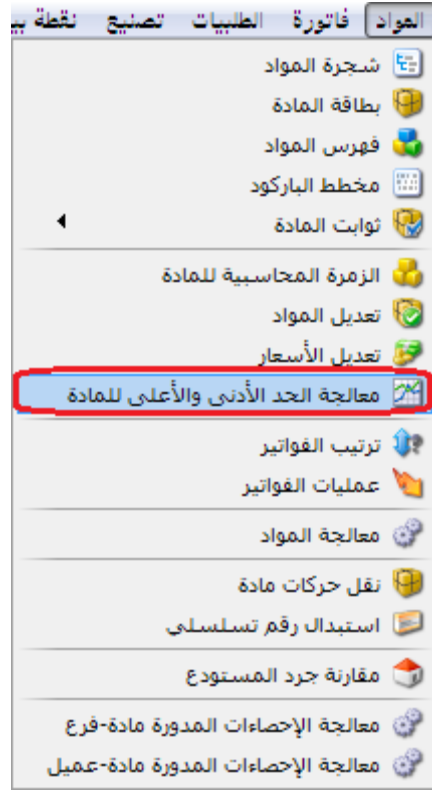 المواد فاتورة الطلبيات تصنيع نقطة
شجرة المواد
بطاقة المادة
فهرس المواد
مخطط الباركود
ثوابت المادة
الزمرة المحاسبية للمادة
تعديل المواد
تعديل الأسعار
معالجة الحد الأدنى والأعلى للمادة
ترتيب الفواتير
عمليات الفواتير
معالجة المواد
نقل حركات مادة
استبدال رقم تسلسلي
مقارنة جرد المستودع
معالجة الإحصاءات المدورة مادة-فرع
معالجة الإحصاءات المدورة مادة-عميل